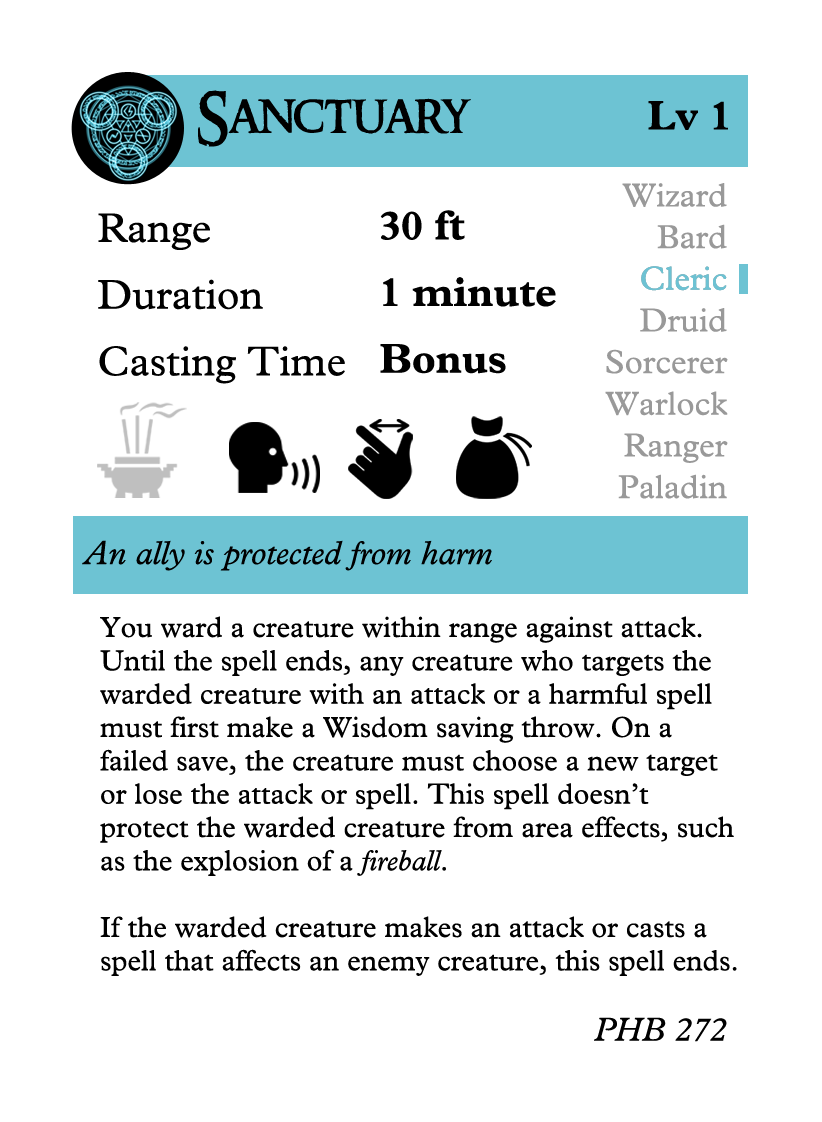 Sanctuary
Lv 1
Range 30 ft
Duration 1 minute
Casting Time Bonus
Wizard
Bard
Cleric
Druid
Sorcerer
Warlock
Ranger
Paladin
An ally is protected from harm
You ward a creature within range against attack.
Until the spell ends, any creature who targets the
warded creature with an attack or a harmful spell
must first make a Wisdom saving throw. On a
failed save, the creature must choose a new target
or lose the attack or spell. This spell doesn’t
protect the warded creature from area effects, such
as the explosion of a fireball.
If the warded creature makes an attack or casts a
spell that affects an enemy creature, this spell ends.
PHB 272